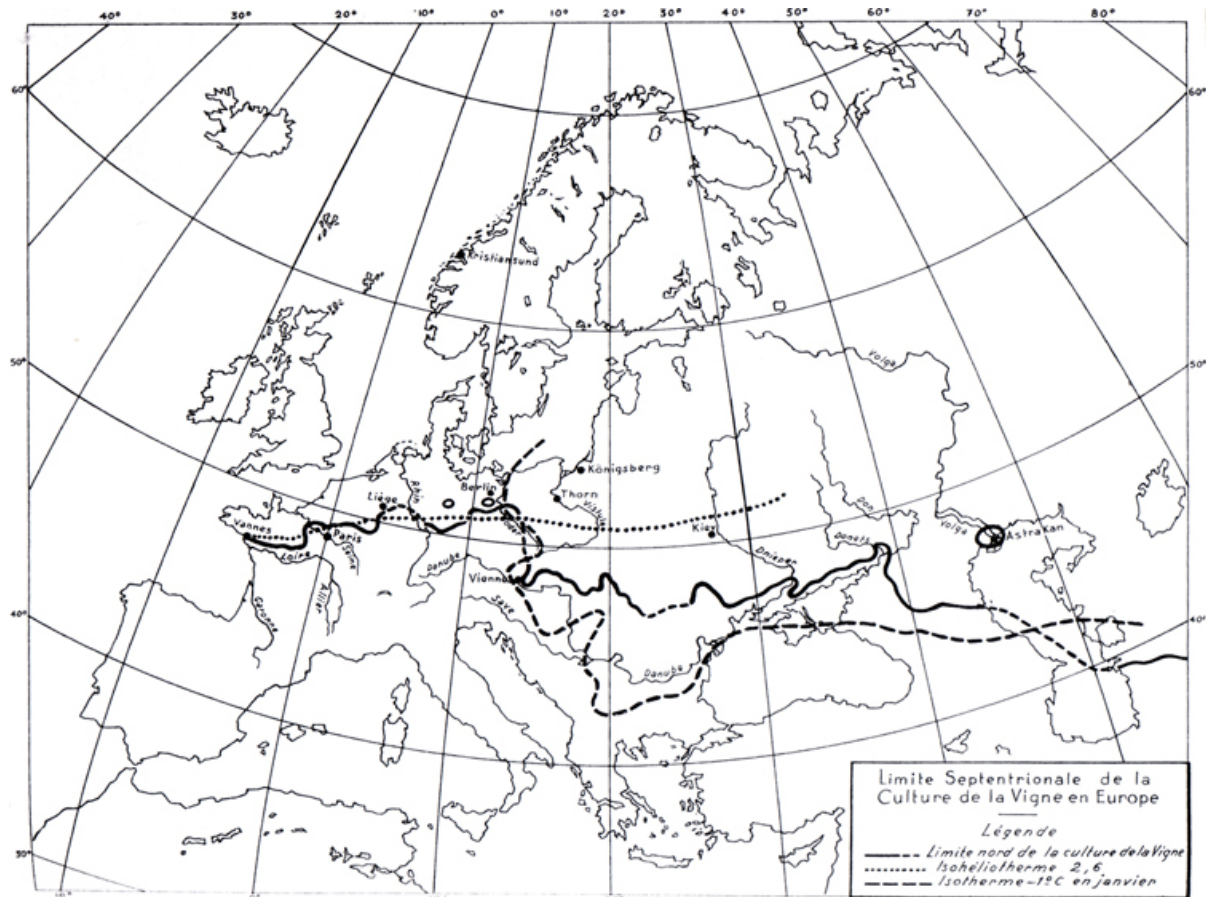 40° 30° 20° 10° 0° 10° 20° 30° 40° 50° 60° 70° 80°
60° 60°
Kristiansund
50° 50°
Volga
Königsberg
Berlin
Thorn
Vistule
Rhin
Liège
Oder
Don
Kiev
Volga
Astrakan
Vannes
Paris
Seine
Loire
Donets
Dnieper
Danube
Vienne
Allier
Save
Garonne
40° 40°
Danube
30°
Limite Septentrionale de la
Culture de la Vigne en Europe
Légende
Limite nord de la culture de la Vigne
Isohéliotherme 2,6
Isotherme -1°C en janvier